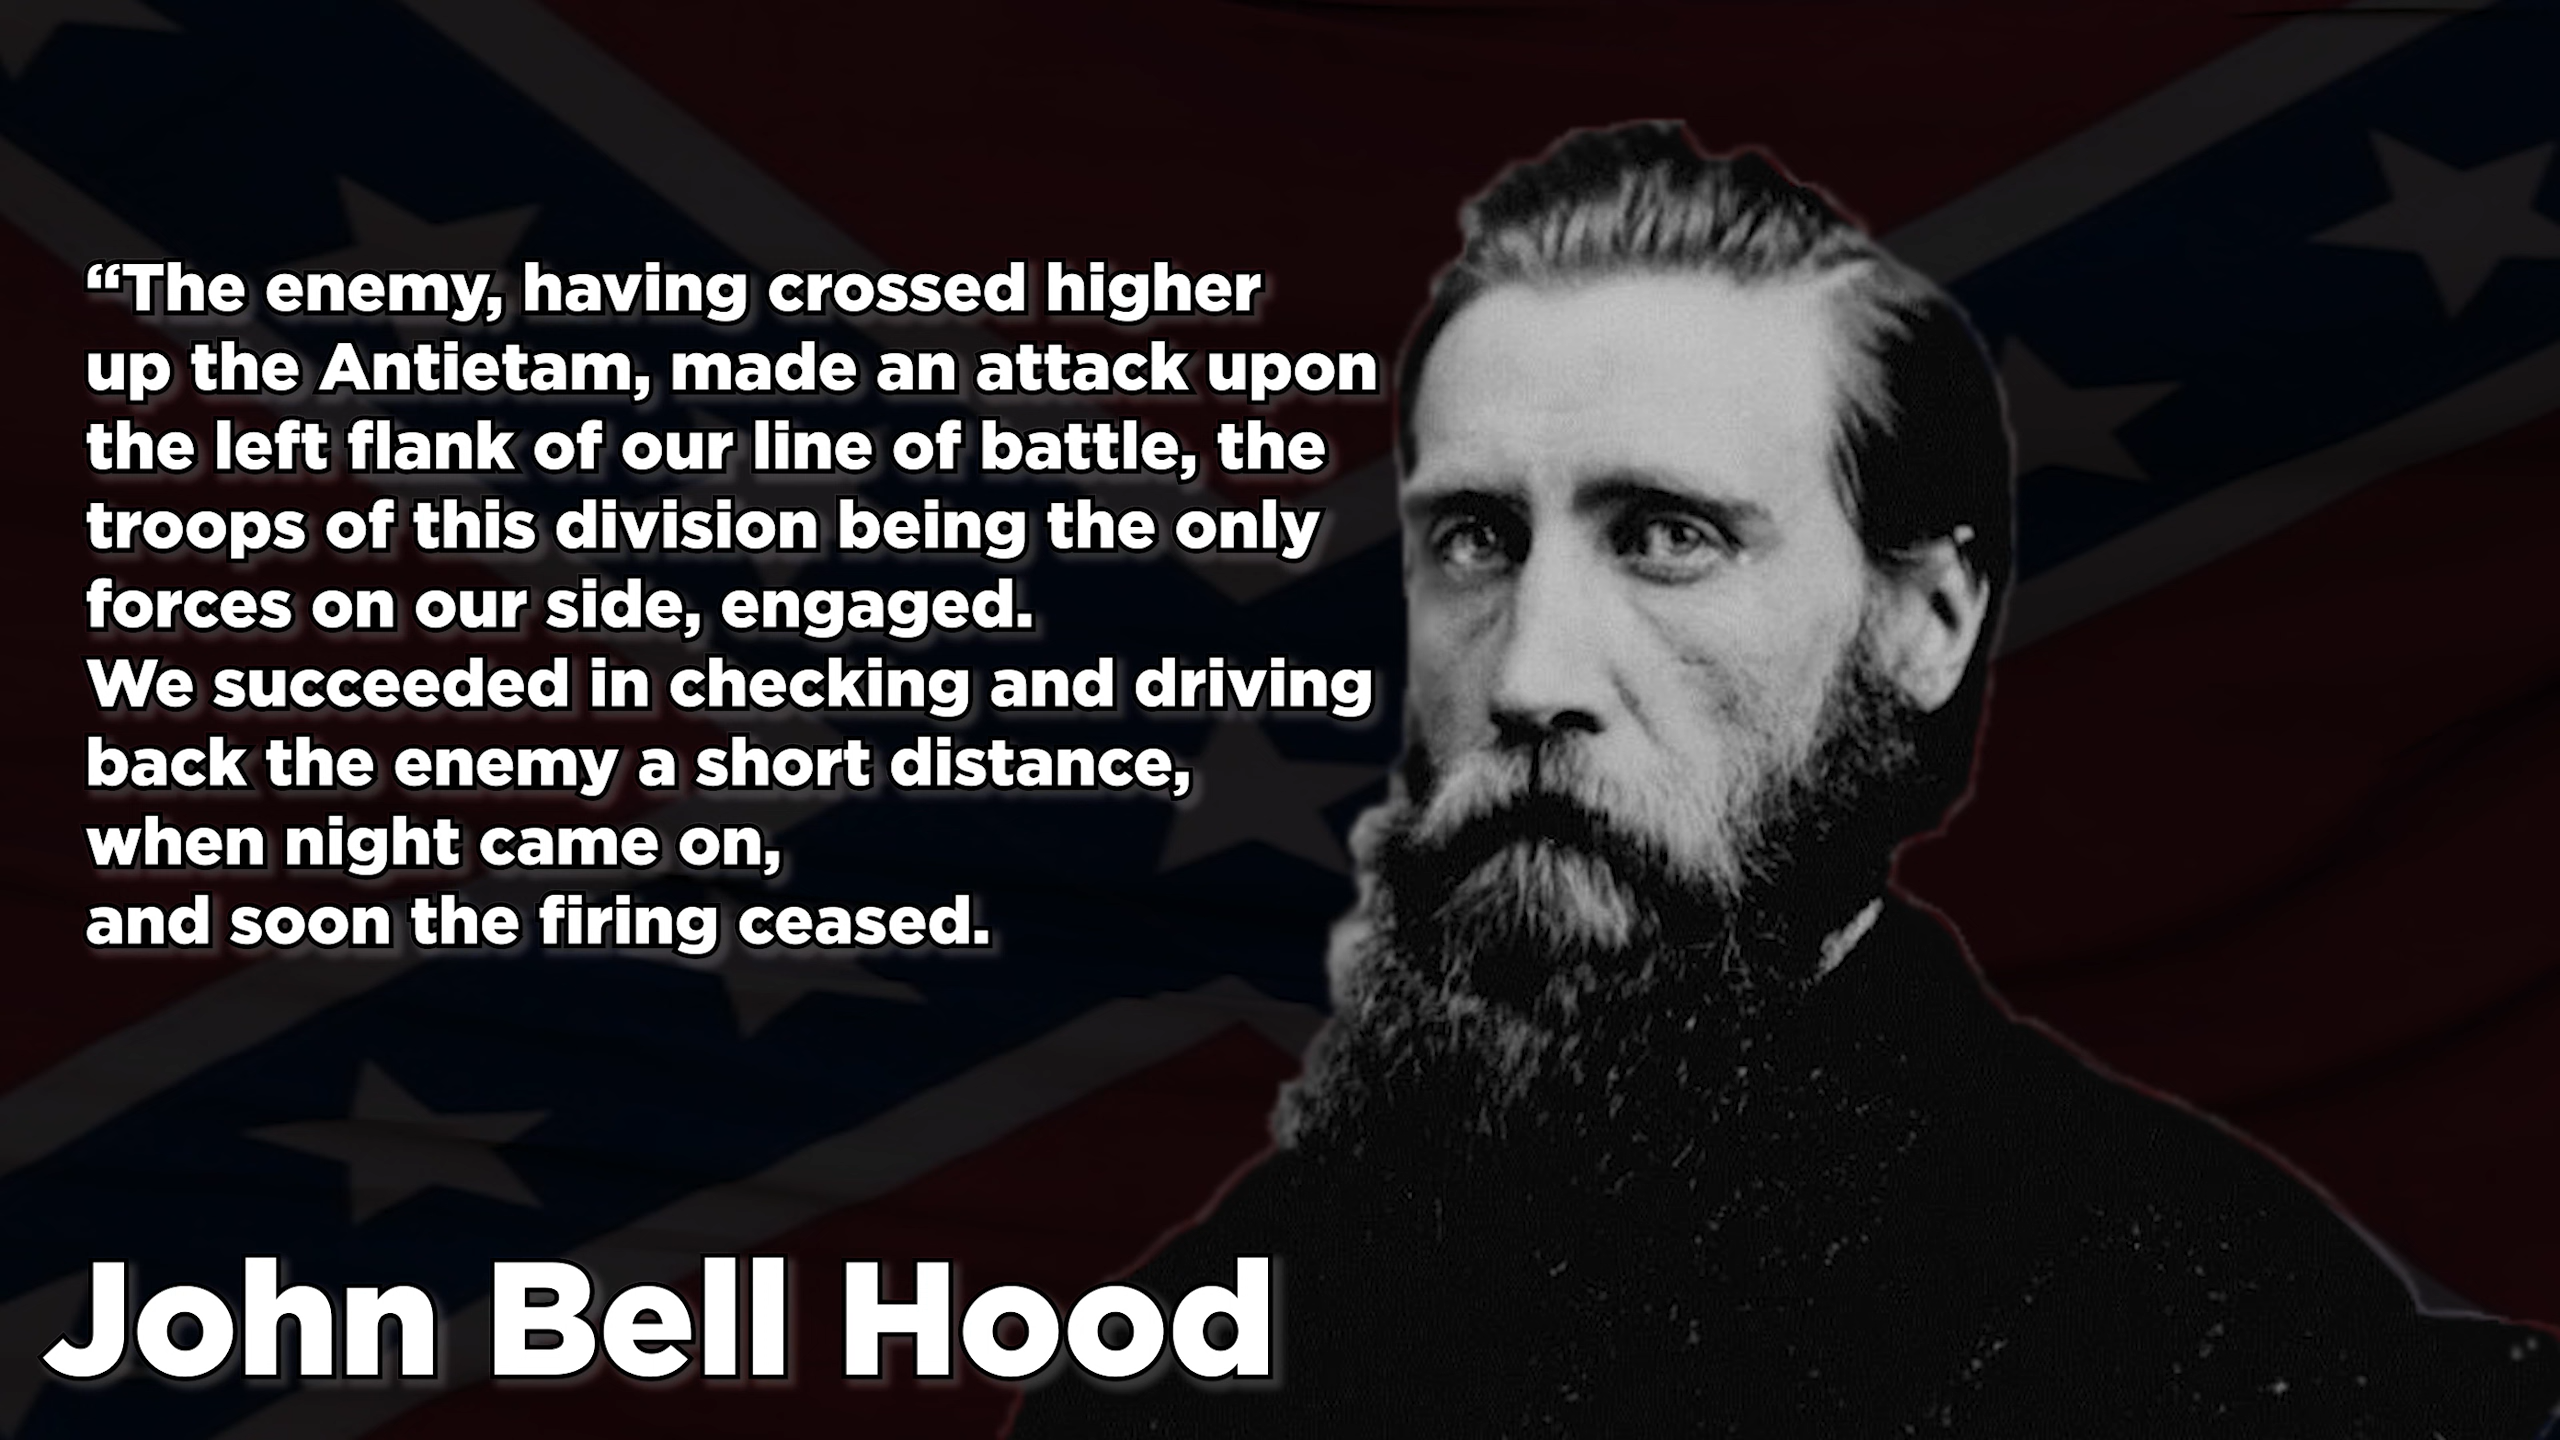 “The enemy, having crossed higher
up the Antietam, made an attack upon
the left flank of our line of battle, the
troops of this division being the only
forces on our side, engaged.
We succeeded in checking and driving
back the enemy a short distance,
when night came on,
and soon the firing ceased.
John Bell Hood